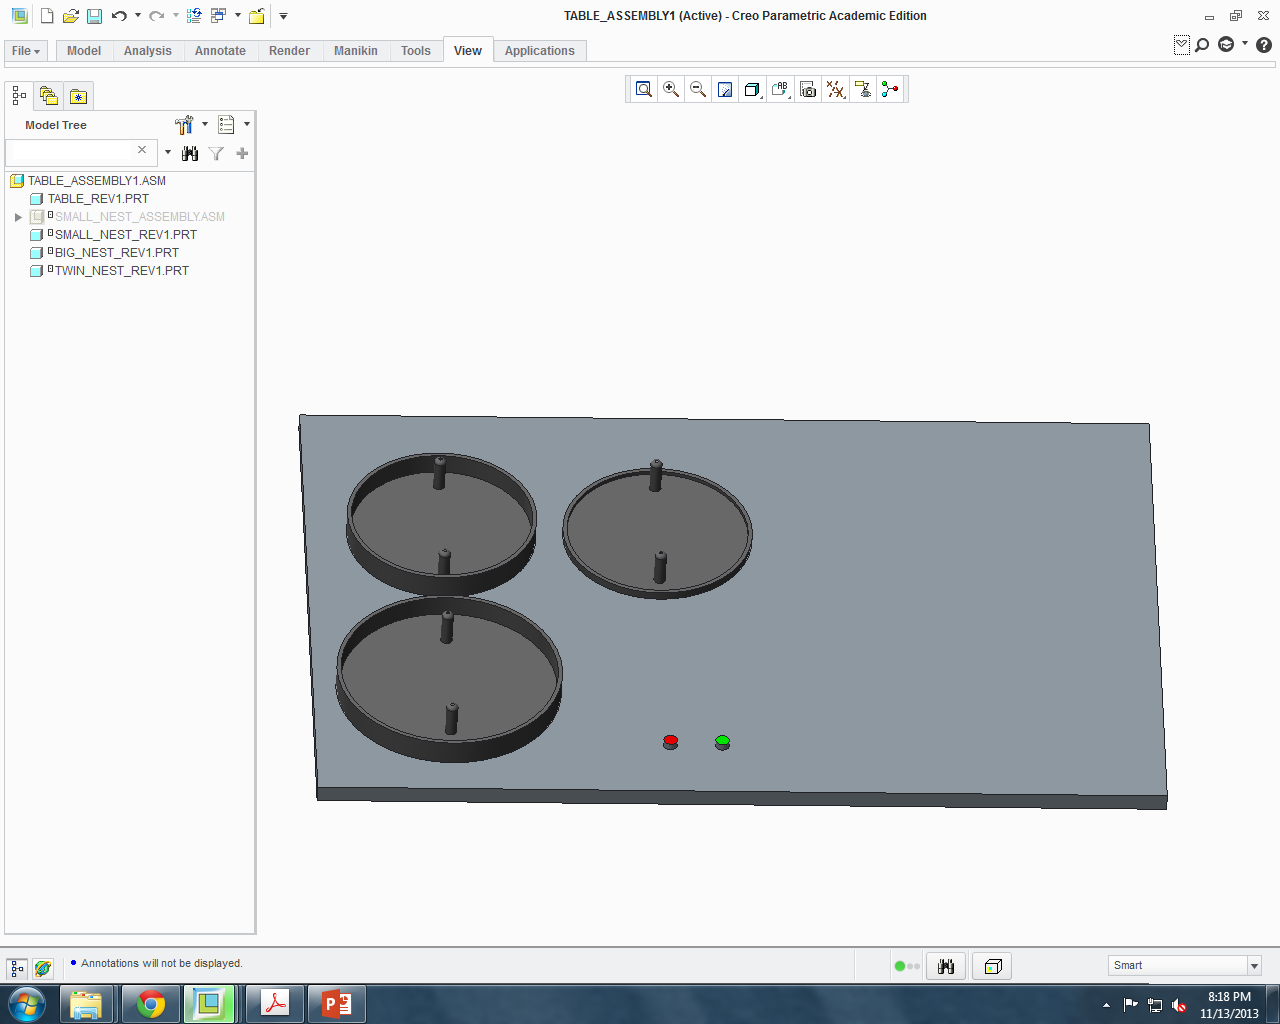 TABLE_ASSEMBLY1 (Active) - Creo Parametric Academic Edition
File Model Analysis Annotate Render Manikin Tools View Applications
AB
Model Tree
TABLE_ASSEMBLY1.ASM
TABLE_REV1.PRT
SMALL_NEST_ASSEMBLY.ASM
SMALL_NEST_REV1.PRT
BIG_NEST_REV1.PRT
TWIN_NEST_REV1.PRT
Annotations will not be displayed.
Smart
8:18 PM
11/13/2013